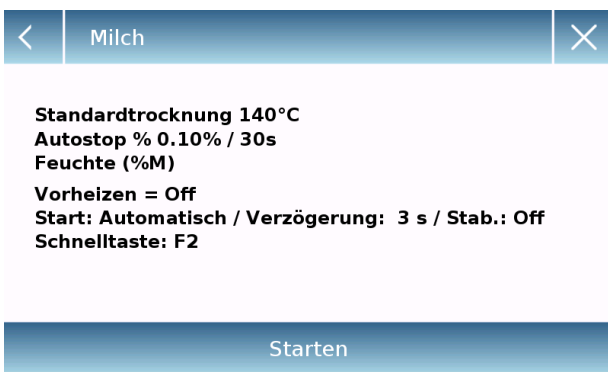 Milch
Standardtrocknung 140°C
Autostop % 0.10% / 30s
Feuchte (%M)
Vorheizen = Off
Start: Automatisch / Verzögerung:  3 s / Stab.: Off
Schnelltaste: F2
Starten